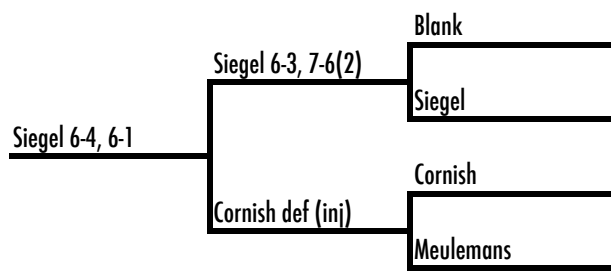 Blank
Siegel 6-3, 7-6(2)
Siegel
Siegel 6-4, 6-1
Cornish
Cornish def (inj)
Meulemans